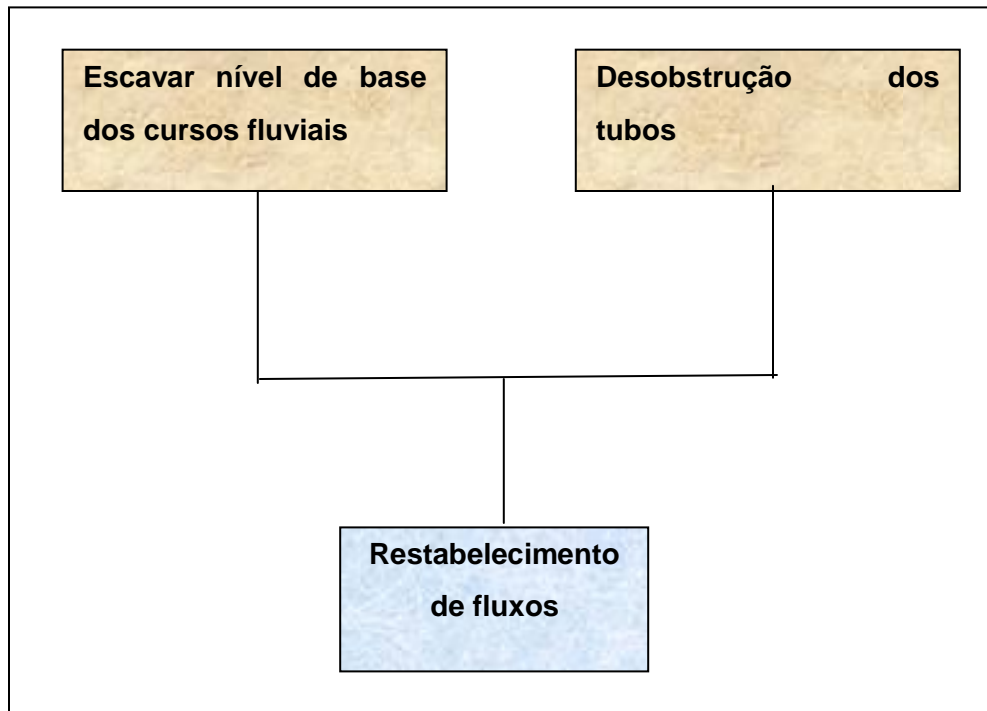 Escavar nível de base
dos cursos fluviais
Desobstrução dos
tubos
Restabelecimento
de fluxos